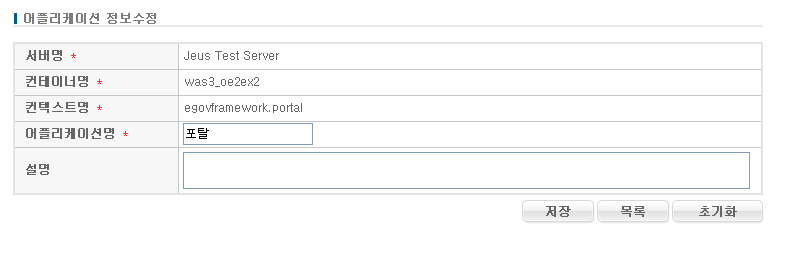 어플리케이션 정보수정
서버명 * Jeus Test Server
컨테이너명 * was3_oe2ex2
컨텍스트명 * egovframework.portal
어플리케이션명 * 포탈
설명
저장 목록 초기화